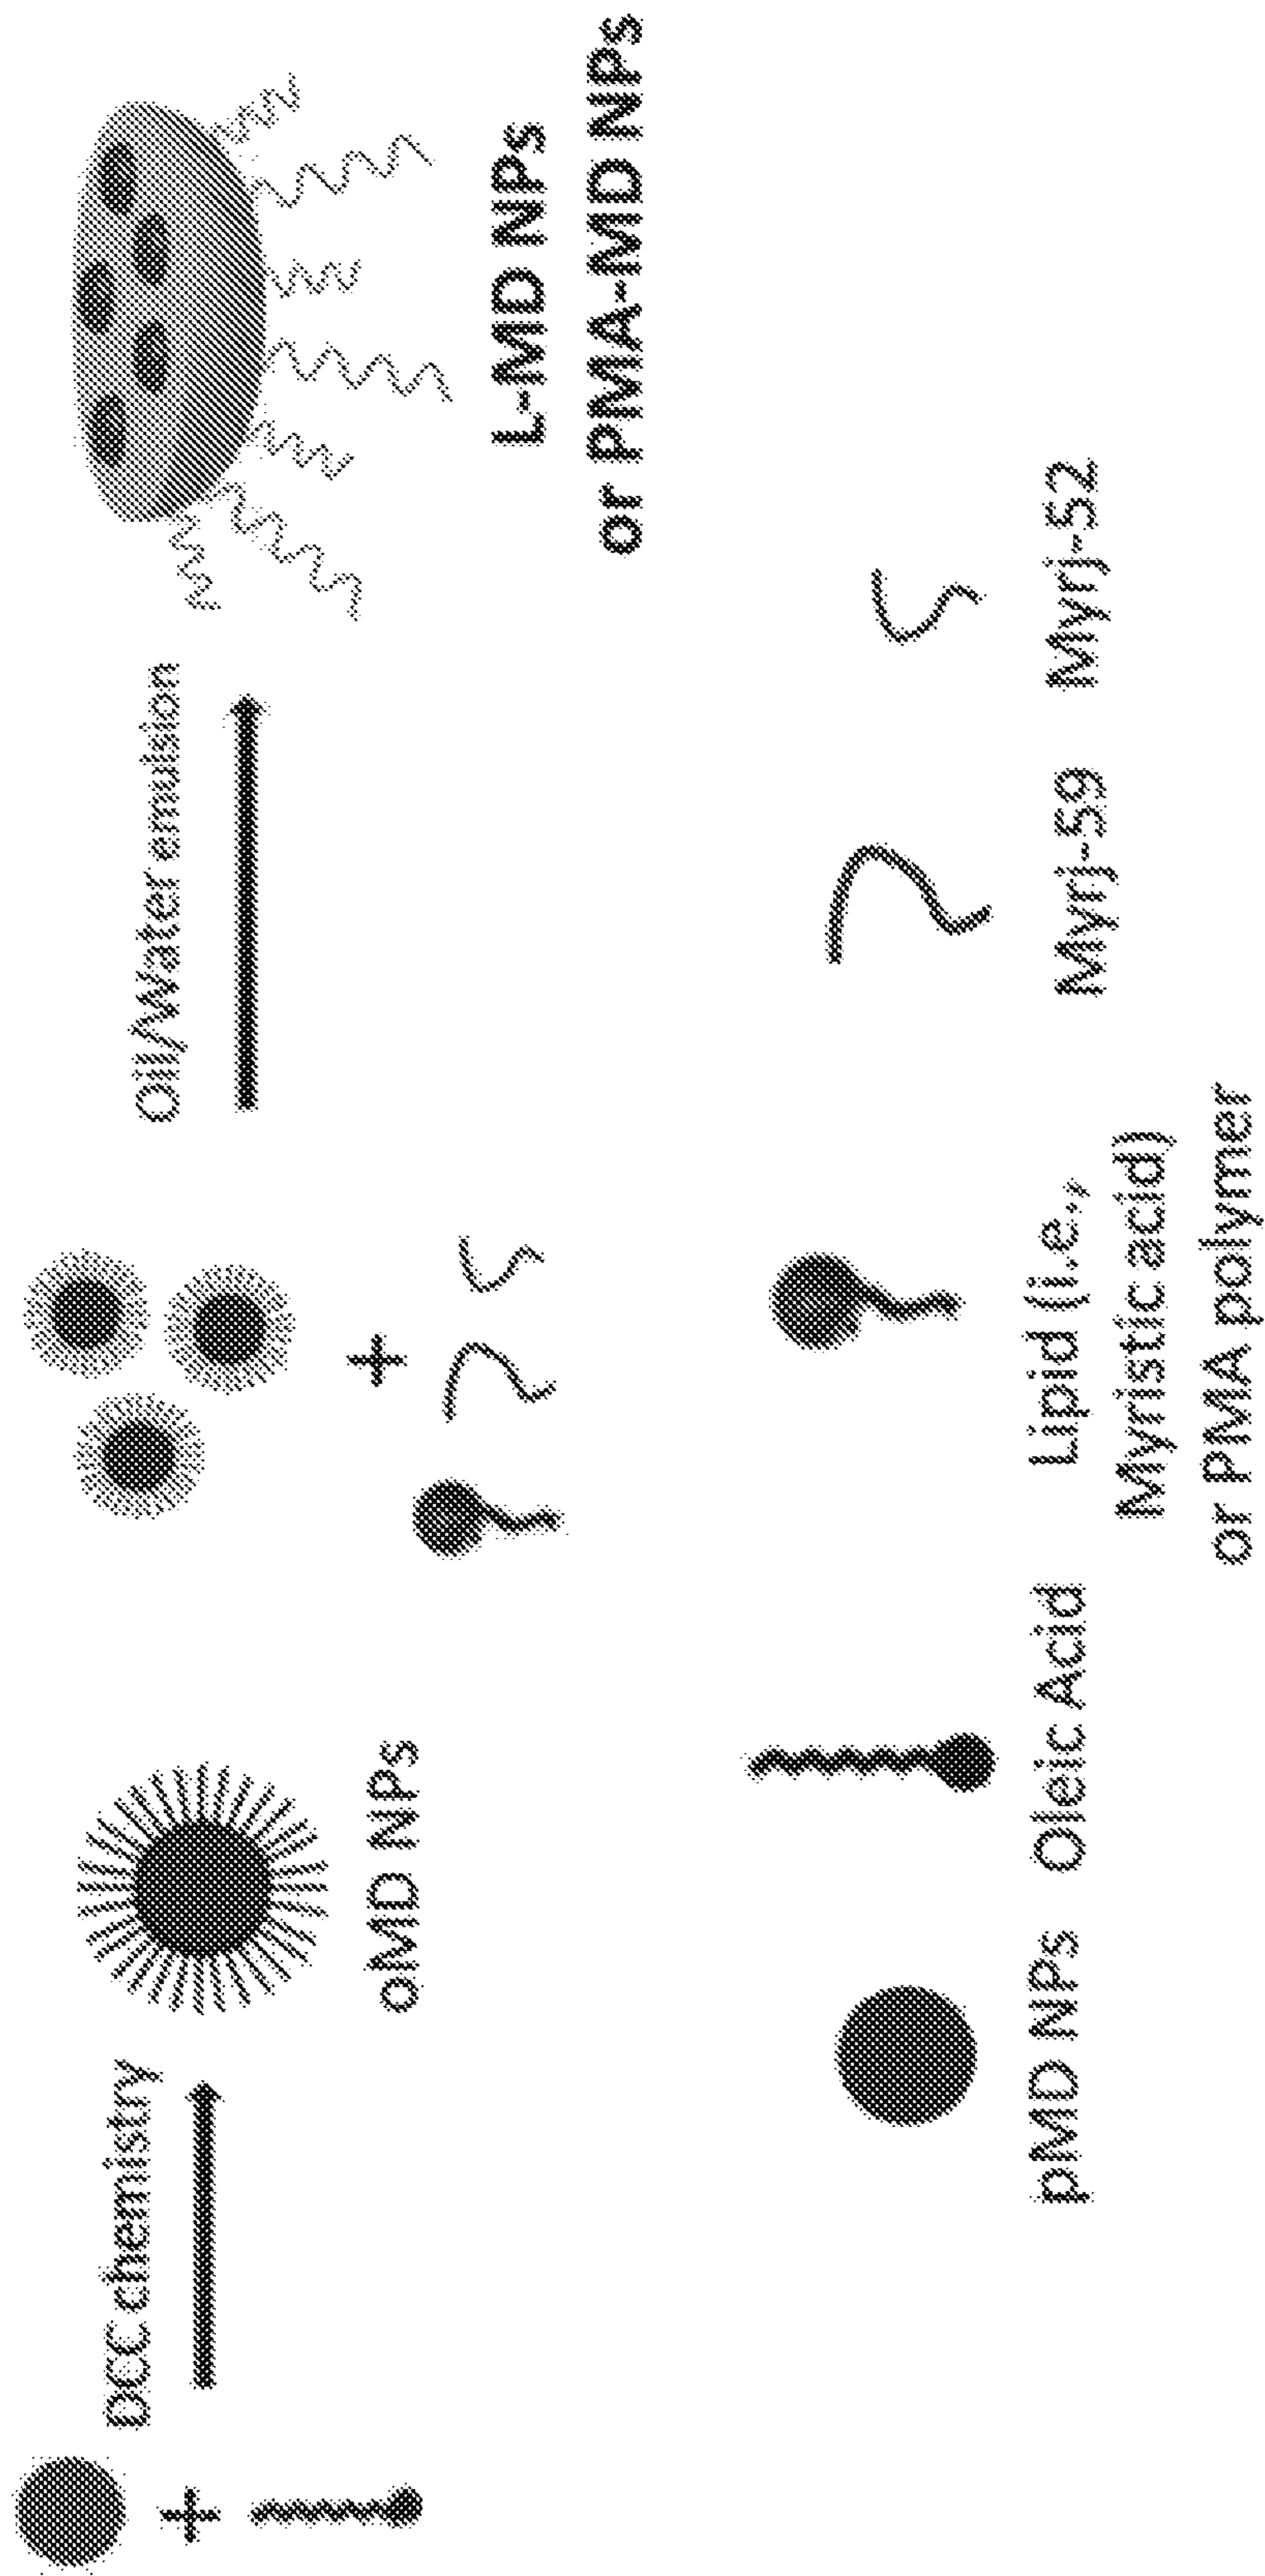 DCC chemistry
oMD NPs
+
+
Oil/Water emulsion
L-MD NPs
or PMA-MD NPs
pMD NPs
Oleic Acid
Lipid (i.e.,
Myristic acid)
or PMA polymer
Myrj-59
Myrj-52